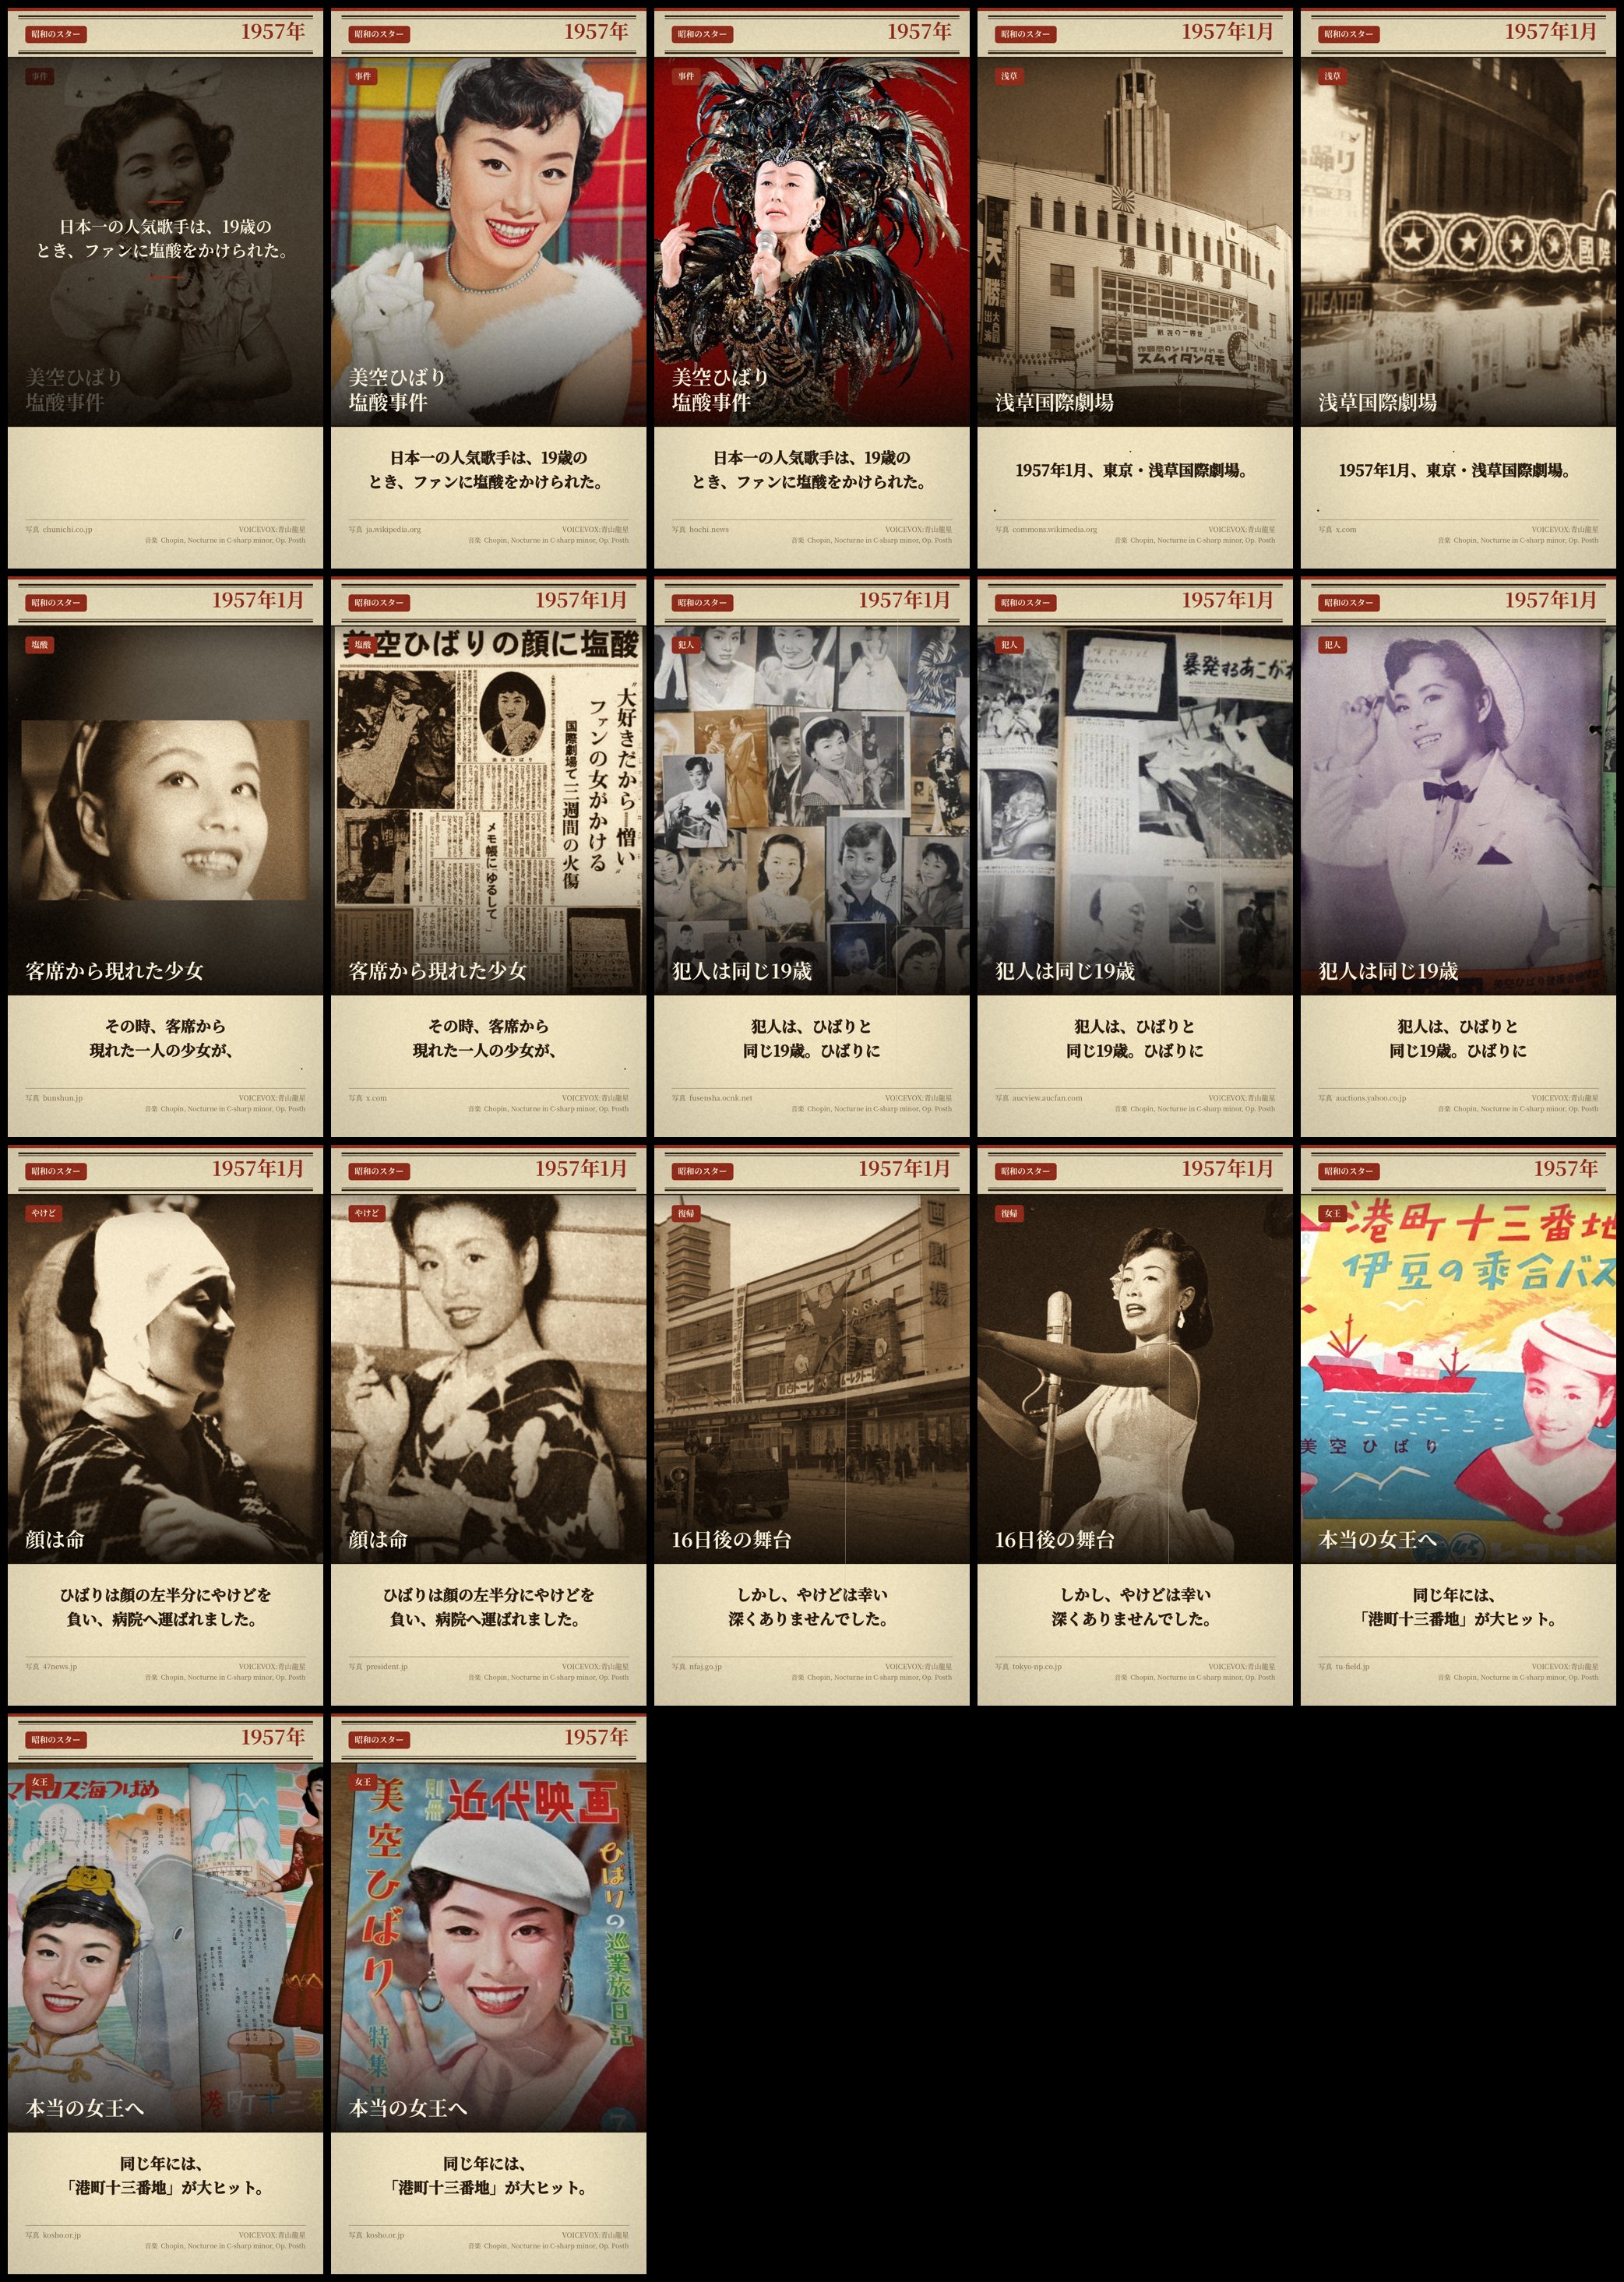 昭和のスター
1957年
事件
日本一の人気歌手は、19歳の
とき、ファンに塩酸をかけられた。
美空ひばり
塩酸事件
写真 chunichi.co.jp
VOICEVOX:青山龍星
音楽 Chopin, Nocturne in C-sharp minor, Op. Posth
昭和のスター
1957年
事件
美空ひばり
塩酸事件
日本一の人気歌手は、19歳の
とき、ファンに塩酸をかけられた。
写真 ja.wikipedia.org
VOICEVOX:青山龍星
音楽 Chopin, Nocturne in C-sharp minor, Op. Posth
昭和のスター
1957年
事件
美空ひばり
塩酸事件
日本一の人気歌手は、19歳の
とき、ファンに塩酸をかけられた。
写真 hochi.news
VOICEVOX:青山龍星
音楽 Chopin, Nocturne in C-sharp minor, Op. Posth
昭和のスター
1957年1月
浅草
天勝
場劇際國
スムイタンタモ
浅草国際劇場
1957年1月、東京・浅草国際劇場。
写真 commons.wikimedia.org
VOICEVOX:青山龍星
音楽 Chopin, Nocturne in C-sharp minor, Op. Posth
昭和のスター
1957年1月
浅草
踊り
國際
THEATER
浅草国際劇場
1957年1月、東京・浅草国際劇場。
写真 x.com
VOICEVOX:青山龍星
音楽 Chopin, Nocturne in C-sharp minor, Op. Posth
昭和のスター
1957年1月
塩酸
客席から現れた少女
その時、客席から
現れた一人の少女が、
写真 bunshun.jp
VOICEVOX:青山龍星
音楽 Chopin, Nocturne in C-sharp minor, Op. Posth
昭和のスター
1957年1月
塩酸
美空ひばりの顔に塩酸
〝大好きだから憎い〟
ファンの女がかける
国際劇場で三週間の火傷
メモ帳に「ゆるして」
客席から現れた少女
その時、客席から
現れた一人の少女が、
写真 x.com
VOICEVOX:青山龍星
音楽 Chopin, Nocturne in C-sharp minor, Op. Posth
昭和のスター
1957年1月
犯人
犯人は同じ19歳
犯人は、ひばりと
同じ19歳。ひばりに
写真 fusensha.ocnk.net
VOICEVOX:青山龍星
音楽 Chopin, Nocturne in C-sharp minor, Op. Posth
昭和のスター
1957年1月
犯人
暴発するあこがれ
犯人は同じ19歳
犯人は、ひばりと
同じ19歳。ひばりに
写真 aucview.aucfan.com
VOICEVOX:青山龍星
音楽 Chopin, Nocturne in C-sharp minor, Op. Posth
昭和のスター
1957年1月
犯人
犯人は同じ19歳
犯人は、ひばりと
同じ19歳。ひばりに
写真 auctions.yahoo.co.jp
VOICEVOX:青山龍星
音楽 Chopin, Nocturne in C-sharp minor, Op. Posth
昭和のスター
1957年1月
やけど
顔は命
ひばりは顔の左半分にやけどを
負い、病院へ運ばれました。
写真 47news.jp
VOICEVOX:青山龍星
音楽 Chopin, Nocturne in C-sharp minor, Op. Posth
昭和のスター
1957年1月
やけど
顔は命
ひばりは顔の左半分にやけどを
負い、病院へ運ばれました。
写真 president.jp
VOICEVOX:青山龍星
音楽 Chopin, Nocturne in C-sharp minor, Op. Posth
昭和のスター
1957年1月
復帰
16日後の舞台
しかし、やけどは幸い
深くありませんでした。
写真 nfaj.go.jp
VOICEVOX:青山龍星
音楽 Chopin, Nocturne in C-sharp minor, Op. Posth
昭和のスター
1957年1月
復帰
16日後の舞台
しかし、やけどは幸い
深くありませんでした。
写真 tokyo-np.co.jp
VOICEVOX:青山龍星
音楽 Chopin, Nocturne in C-sharp minor, Op. Posth
昭和のスター
1957年
女王
港町十三番地
伊豆の乗合バス
美空ひばり
45
本当の女王へ
同じ年には、
「港町十三番地」が大ヒット。
写真 tu-field.jp
VOICEVOX:青山龍星
音楽 Chopin, Nocturne in C-sharp minor, Op. Posth
昭和のスター
1957年
女王
マドロス海つばめ
港町十三番
本当の女王へ
同じ年には、
「港町十三番地」が大ヒット。
写真 kosho.or.jp
VOICEVOX:青山龍星
音楽 Chopin, Nocturne in C-sharp minor, Op. Posth
昭和のスター
1957年
女王
美空ひばり
特集号
別冊
近代映画
ひばりの巡業旅日記
7
本当の女王へ
同じ年には、
「港町十三番地」が大ヒット。
写真 kosho.or.jp
VOICEVOX:青山龍星
音楽 Chopin, Nocturne in C-sharp minor, Op. Posth